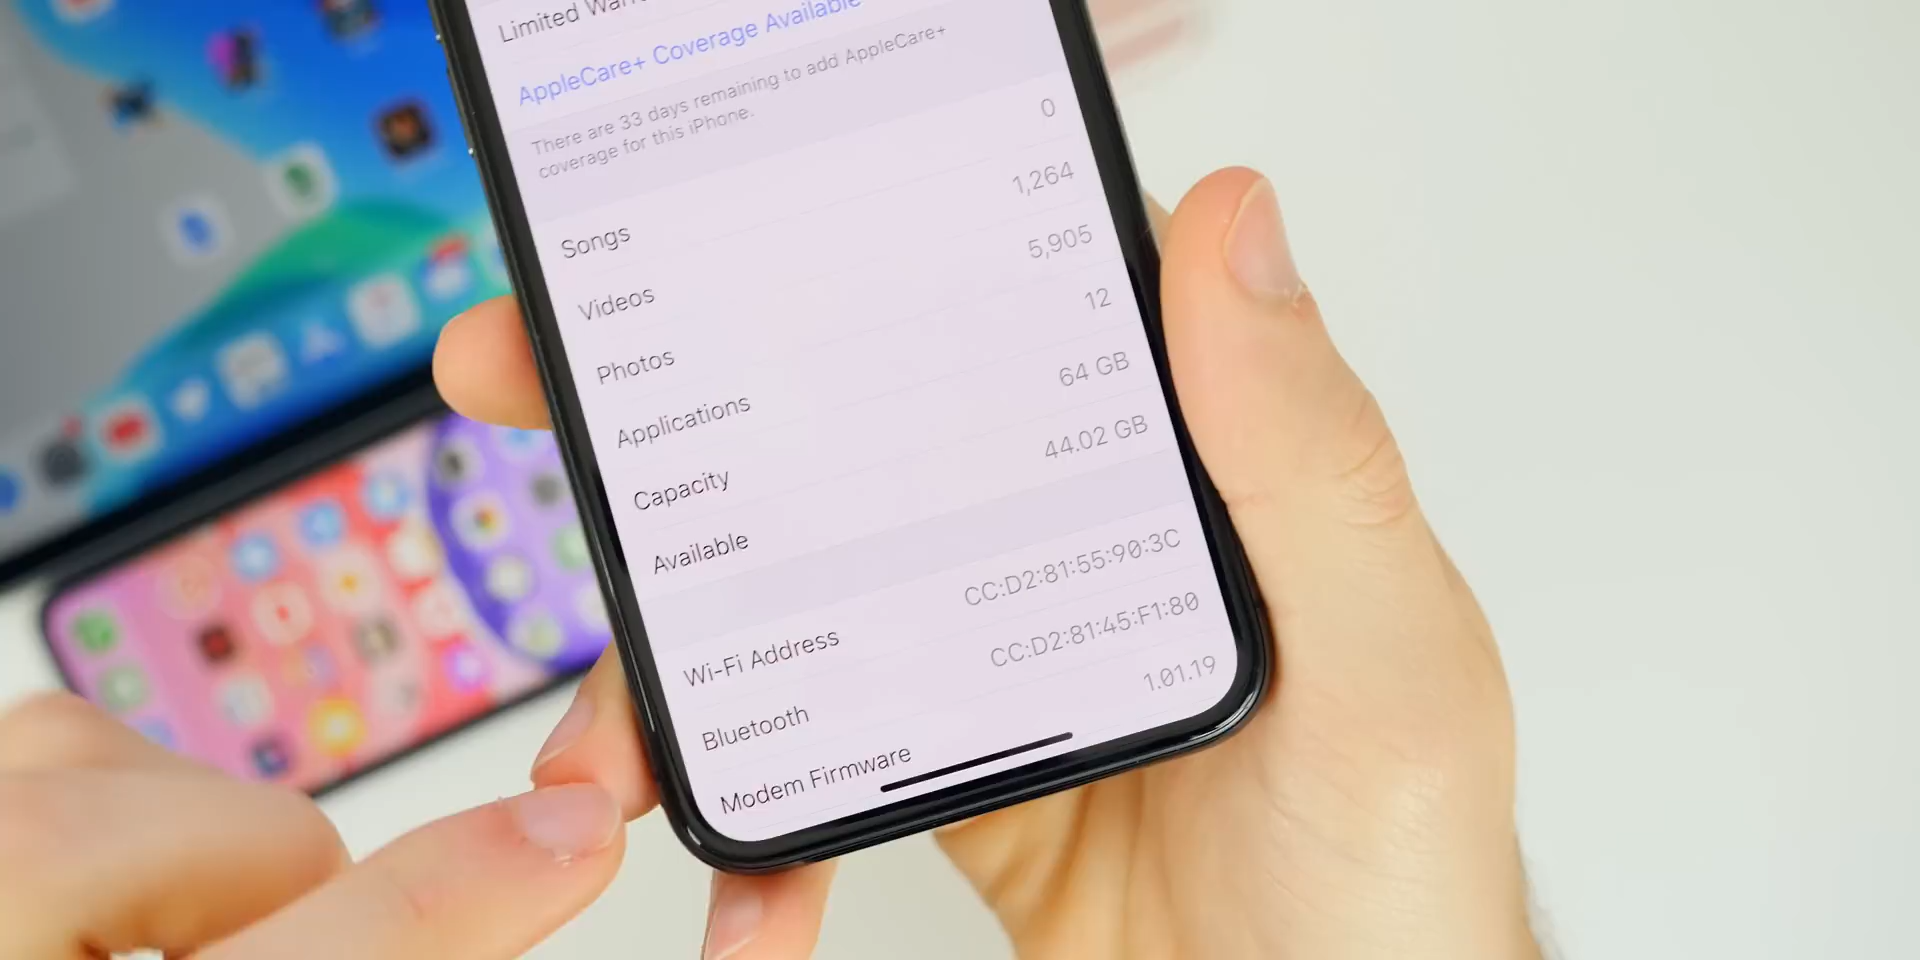 Limited
AppleCare+ Coverage Available
There are 33 days remaining to add AppleCare+
coverage for this iPhone.
Songs 0
Videos 1,264
Photos 5,905
Applications 12
Capacity 64 GB
Available 44.02 GB
Wi-Fi Address CC:D2:81:55:90:3C
Bluetooth CC:D2:81:45:F1:80
Modem Firmware 1.01.19